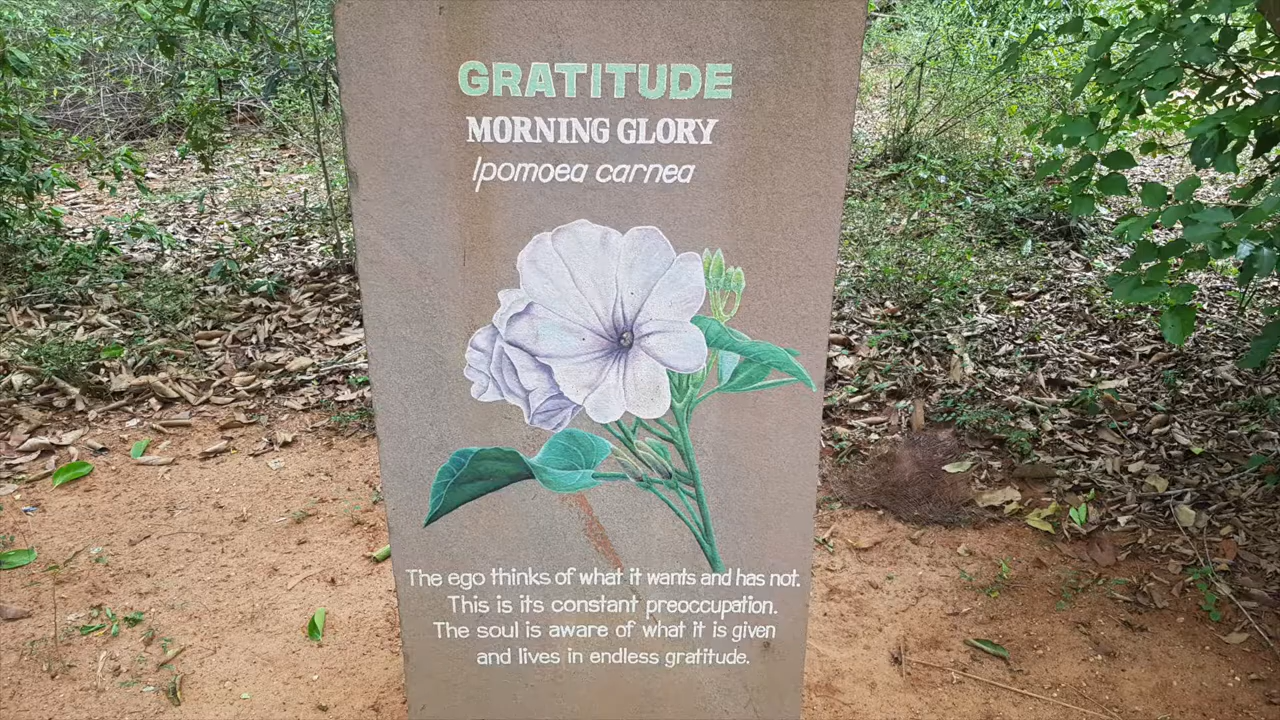 GRATITUDE
MORNING GLORY
Ipomoea carnea
The ego thinks of what it wants and has not.
This is its constant preoccupation.
The soul is aware of what it is given
and lives in endless gratitude.